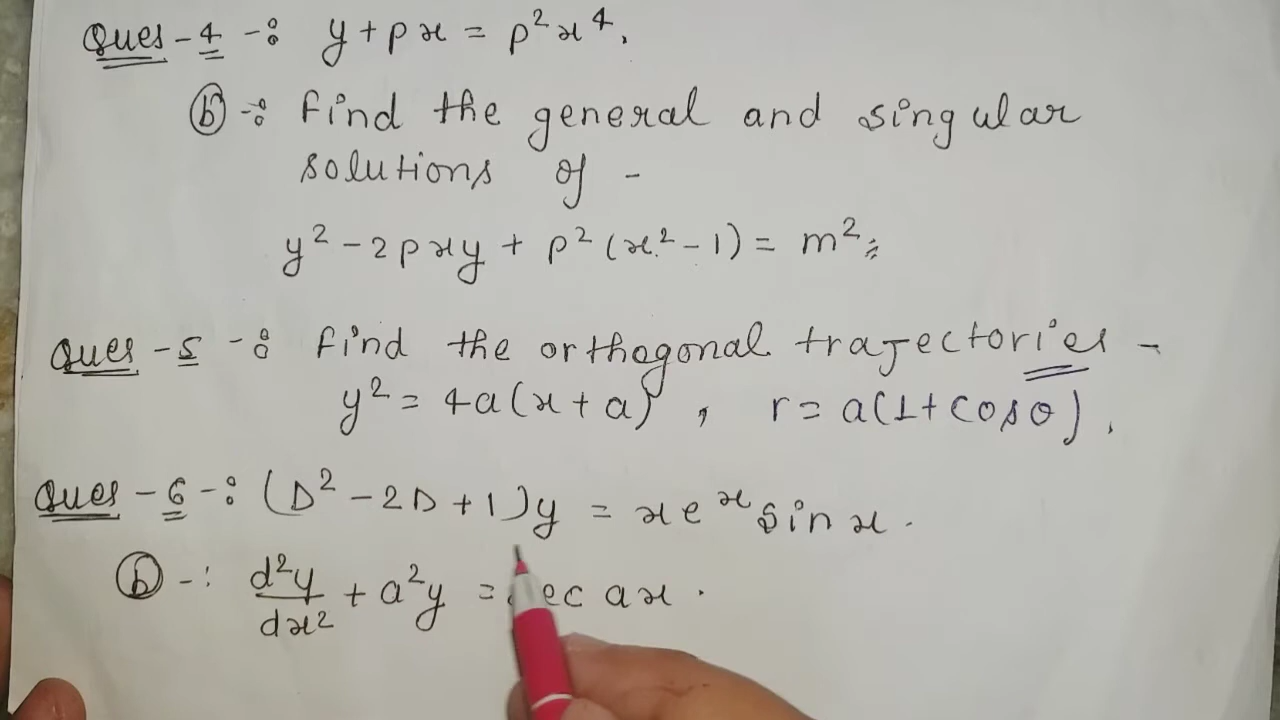 Ques - 4 -: y + px = p²x⁴.
(b) -: Find the general and singular
solutions of -
y² - 2pxy + p²(x² - 1) = m²;
Ques - 5 -: Find the orthogonal trajectories -
y² = 4a(x + a), r = a(1 + cosθ).
Ques - 6 -: (D² - 2D + 1)y = xeˣ sin x.
(b) -: d²y/dx² + a²y = ec ax.